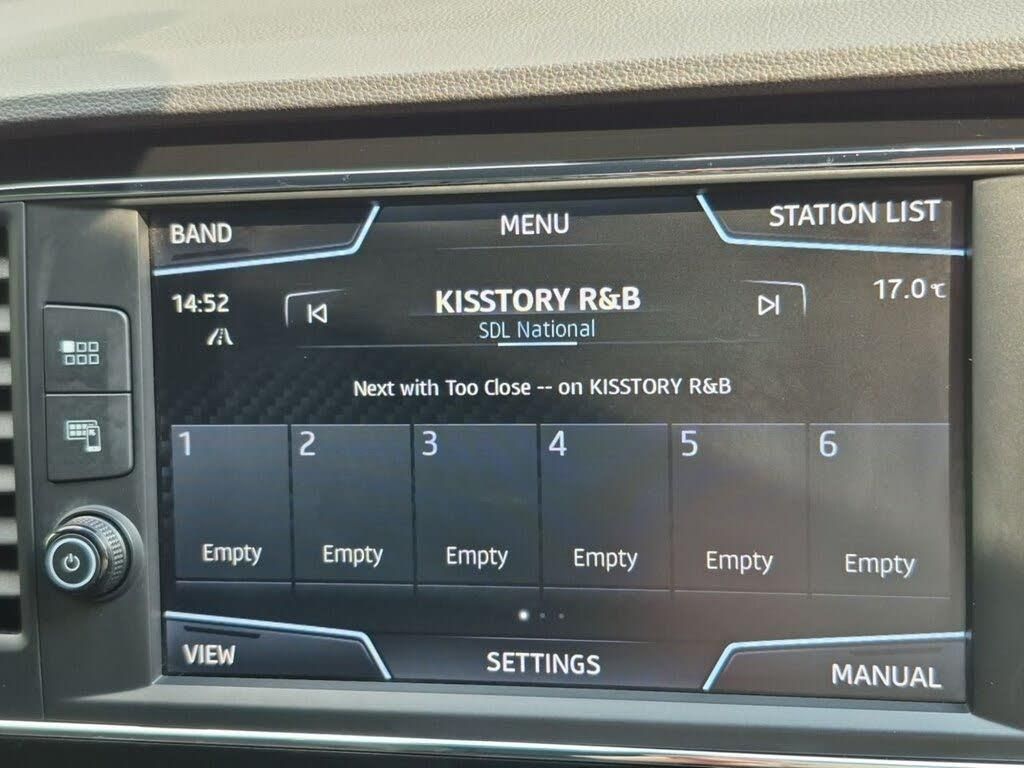 BAND
MENU
STATION LIST
14:52
KISSTORY R&B
17.0 °C
SDL National
Next with Too Close -- on KISSTORY R&B
1
2
3
4
5
6
Empty
Empty
Empty
Empty
Empty
Empty
VIEW
SETTINGS
MANUAL